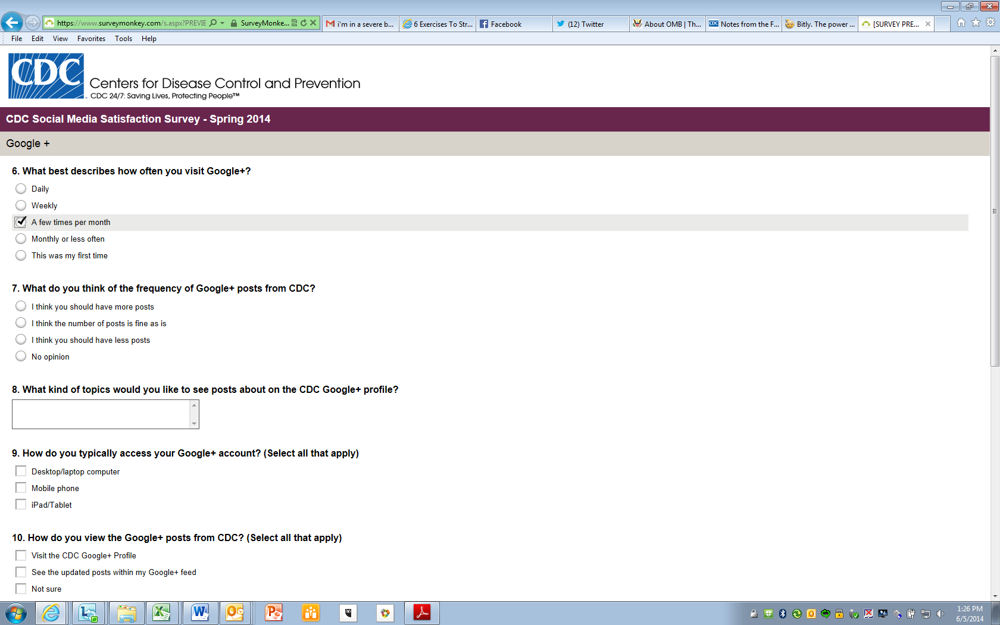 https://www.surveymonkey.com/s.aspx?PREVIE
SurveyMonke...
i'm in a severe b...
6 Exercises To Str...
Facebook
(12) Twitter
About OMB | Th...
CDC
Notes from the F...
Bitly. The power ...
[SURVEY PRE...
File Edit View Favorites Tools Help
CDC
Centers for Disease Control and Prevention
CDC 24/7: Saving Lives, Protecting People™
CDC Social Media Satisfaction Survey - Spring 2014
Google +
6. What best describes how often you visit Google+?
Daily
Weekly
A few times per month
Monthly or less often
This was my first time
7. What do you think of the frequency of Google+ posts from CDC?
I think you should have more posts
I think the number of posts is fine as is
I think you should have less posts
No opinion
8. What kind of topics would you like to see posts about on the CDC Google+ profile?
9. How do you typically access your Google+ account? (Select all that apply)
Desktop/laptop computer
Mobile phone
iPad/Tablet
10. How do you view the Google+ posts from CDC? (Select all that apply)
Visit the CDC Google+ Profile
See the updated posts within my Google+ feed
Not sure
1:26 PM
6/5/2014